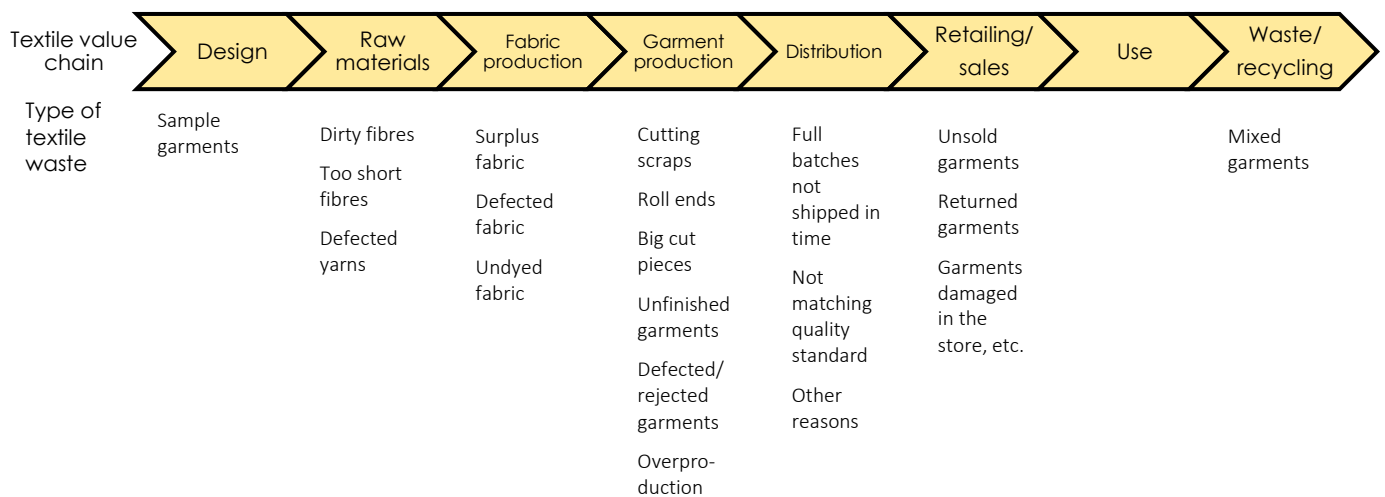 Textile value
chain
Design
Raw
materials
Fabric
production
Garment
production
Distribution
Retailing/
sales
Use
Waste/
recycling
Type of
textile
waste
Sample
garments
Dirty fibres
Too short
fibres
Defected
yarns
Surplus
fabric
Defected
fabric
Undyed
fabric
Cutting
scraps
Roll ends
Big cut
pieces
Unfinished
garments
Defected/
rejected
garments
Overpro-
duction
Full
batches
not
shipped in
time
Not
matching
quality
standard
Other
reasons
Unsold
garments
Returned
garments
Garments
damaged
in the
store, etc.
Mixed
garments